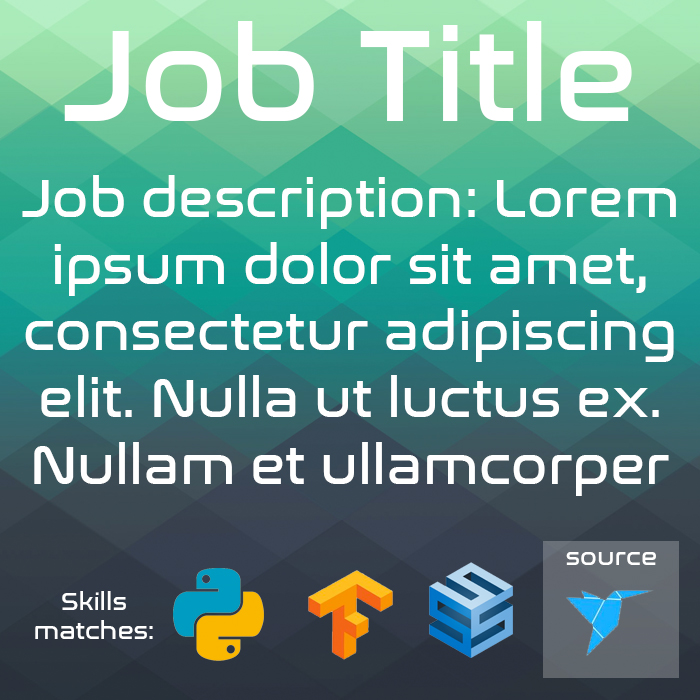 Job Title
Job description: Lorem
ipsum dolor sit amet,
consectetur adipiscing
elit. Nulla ut luctus ex.
Nullam et ullamcorper
source
Skills
matches: